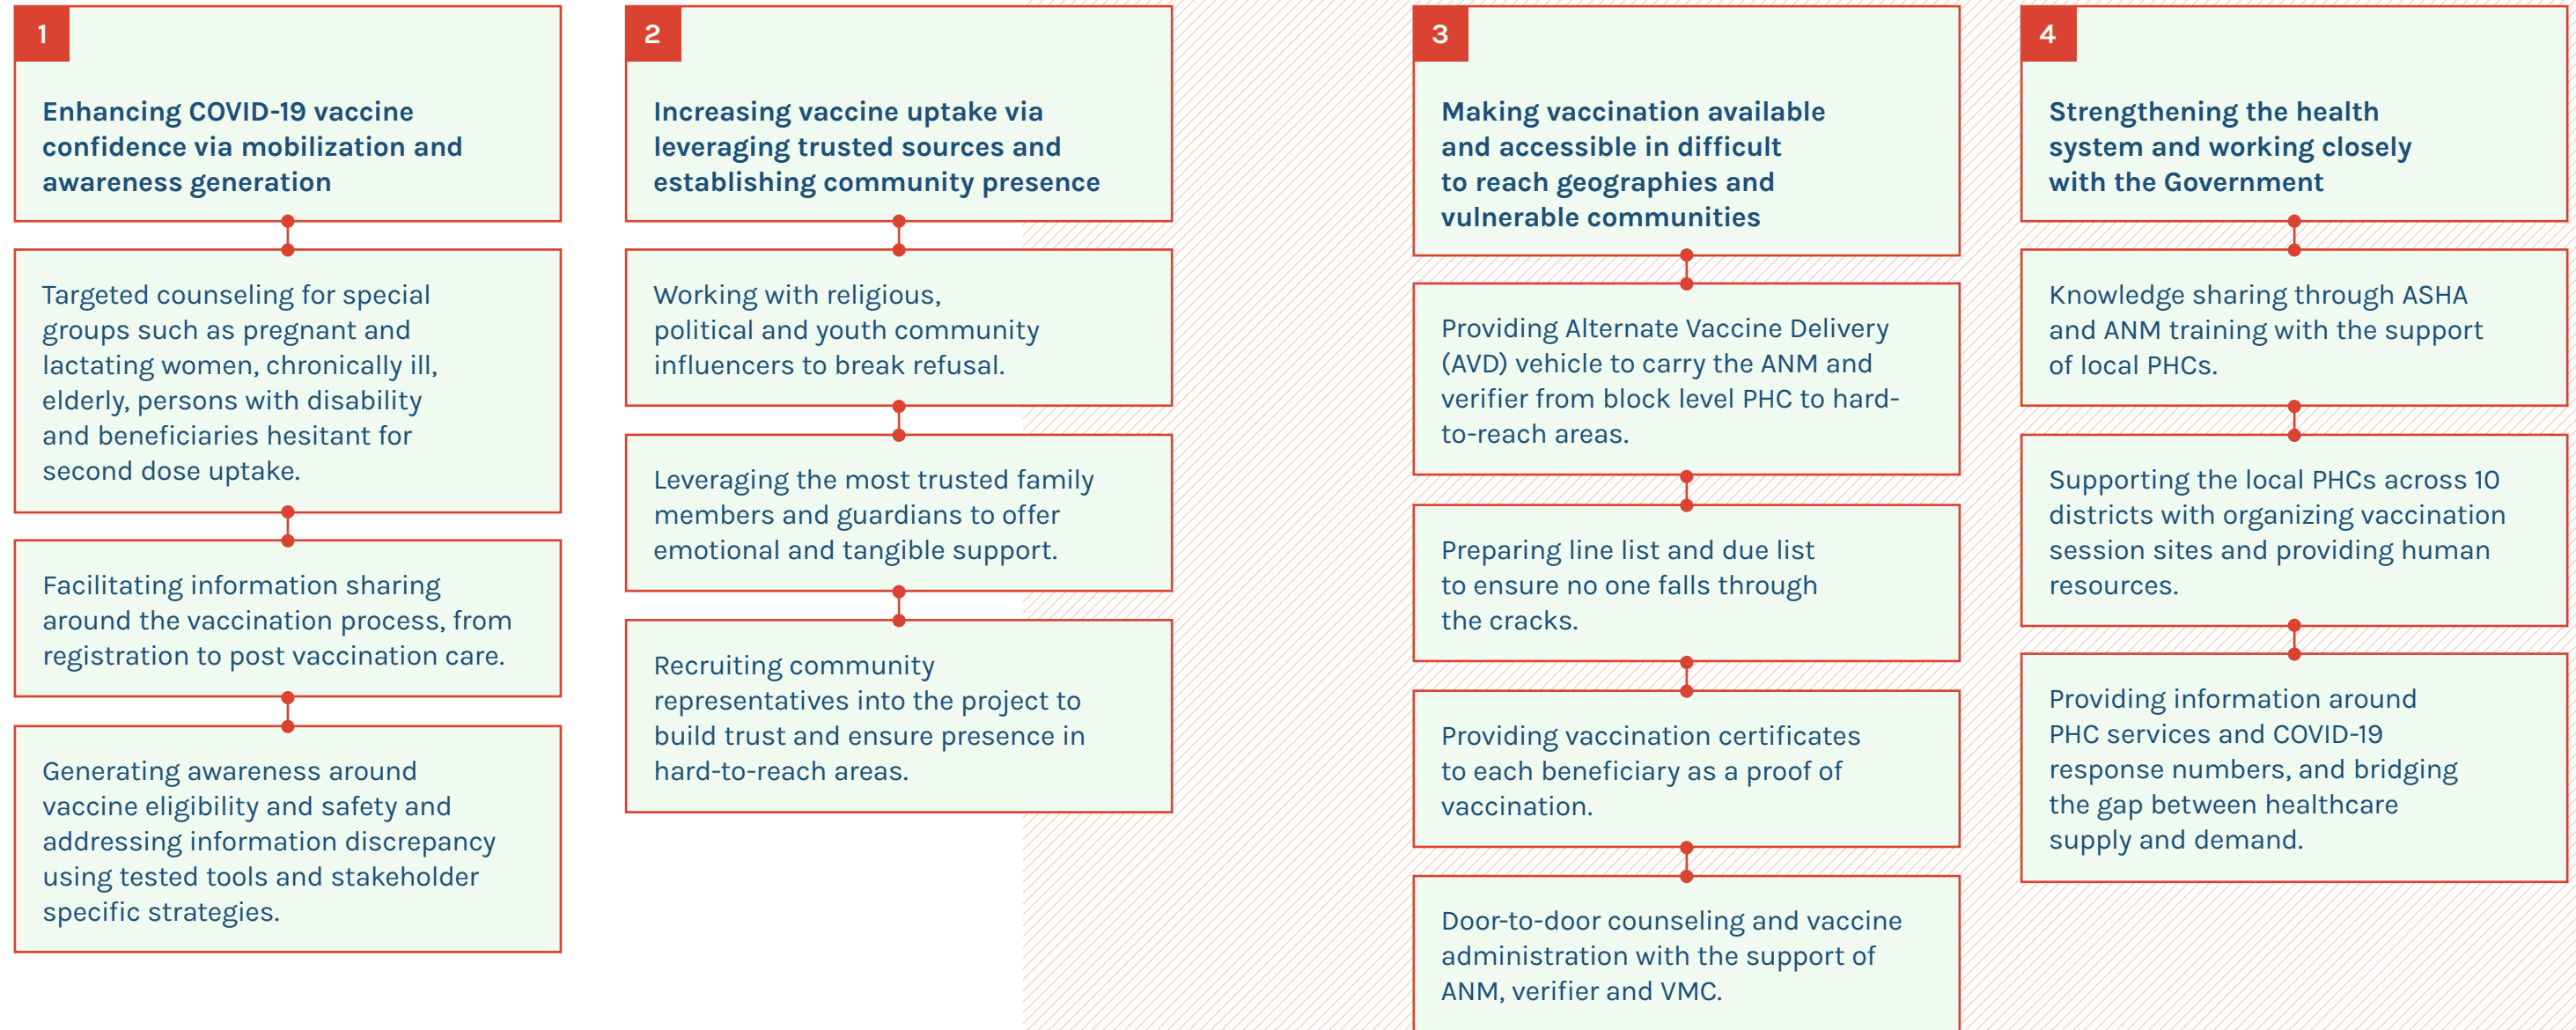 1
Enhancing COVID-19 vaccine
confidence via mobilization and
awareness generation
Targeted counseling for special
groups such as pregnant and
lactating women, chronically ill,
elderly, persons with disability
and beneficiaries hesitant for
second dose uptake.
Facilitating information sharing
around the vaccination process, from
registration to post vaccination care.
Generating awareness around
vaccine eligibility and safety and
addressing information discrepancy
using tested tools and stakeholder
specific strategies.
2
Increasing vaccine uptake via
leveraging trusted sources and
establishing community presence
Working with religious,
political and youth community
influencers to break refusal.
Leveraging the most trusted family
members and guardians to offer
emotional and tangible support.
Recruiting community
representatives into the project to
build trust and ensure presence in
hard-to-reach areas.
3
Making vaccination available
and accessible in difficult
to reach geographies and
vulnerable communities
Providing Alternate Vaccine Delivery
(AVD) vehicle to carry the ANM and
verifier from block level PHC to hard-
to-reach areas.
Preparing line list and due list
to ensure no one falls through
the cracks.
Providing vaccination certificates
to each beneficiary as a proof of
vaccination.
Door-to-door counseling and vaccine
administration with the support of
ANM, verifier and VMC.
4
Strengthening the health
system and working closely
with the Government
Knowledge sharing through ASHA
and ANM training with the support
of local PHCs.
Supporting the local PHCs across 10
districts with organizing vaccination
session sites and providing human
resources.
Providing information around
PHC services and COVID-19
response numbers, and bridging
the gap between healthcare
supply and demand.